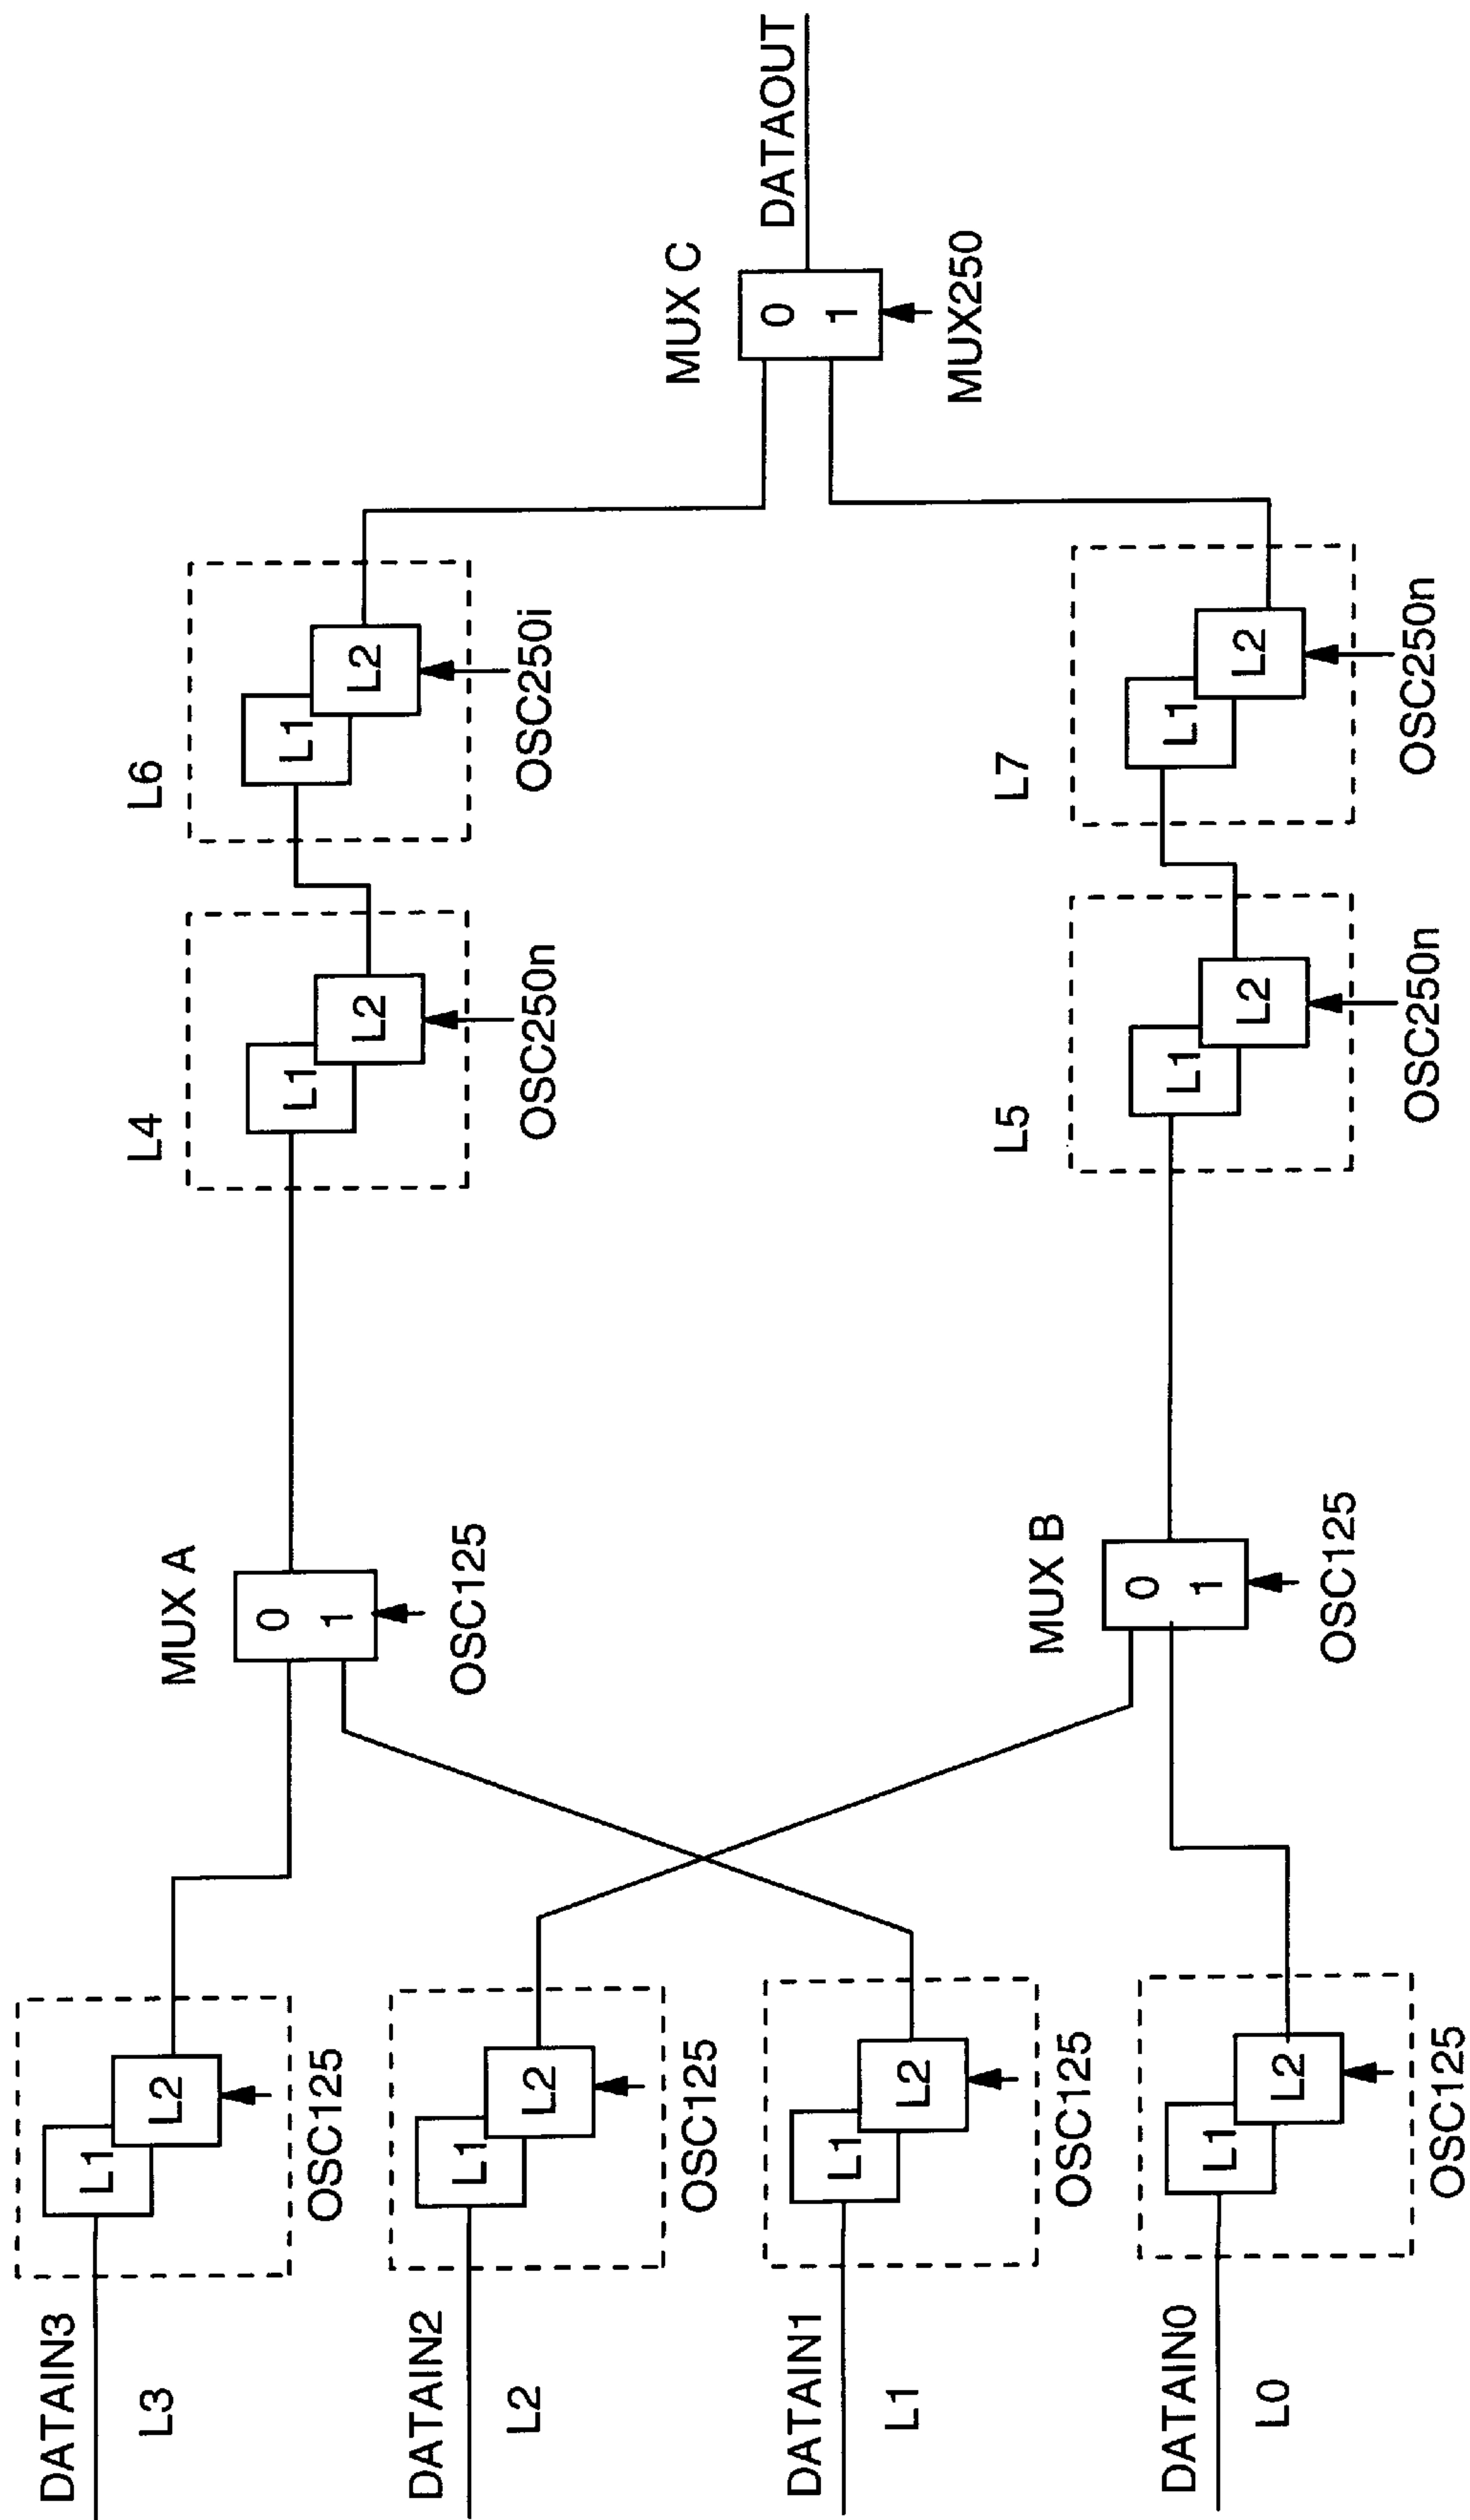 DATAIN3
L3
L1
L2
OSC125
DATAIN2
L2
L1
L2
OSC125
DATAIN1
L1
L1
L2
OSC125
DATAIN0
L0
L1
L2
OSC125
MUX A
0
1
OSC125
MUX B
0
1
OSC125
L4
L1
L2
OSC250n
L6
L1
L2
OSC250i
L5
L1
L2
OSC250n
L7
L1
L2
OSC250n
MUX C
0
1
MUX250
DATAOUT